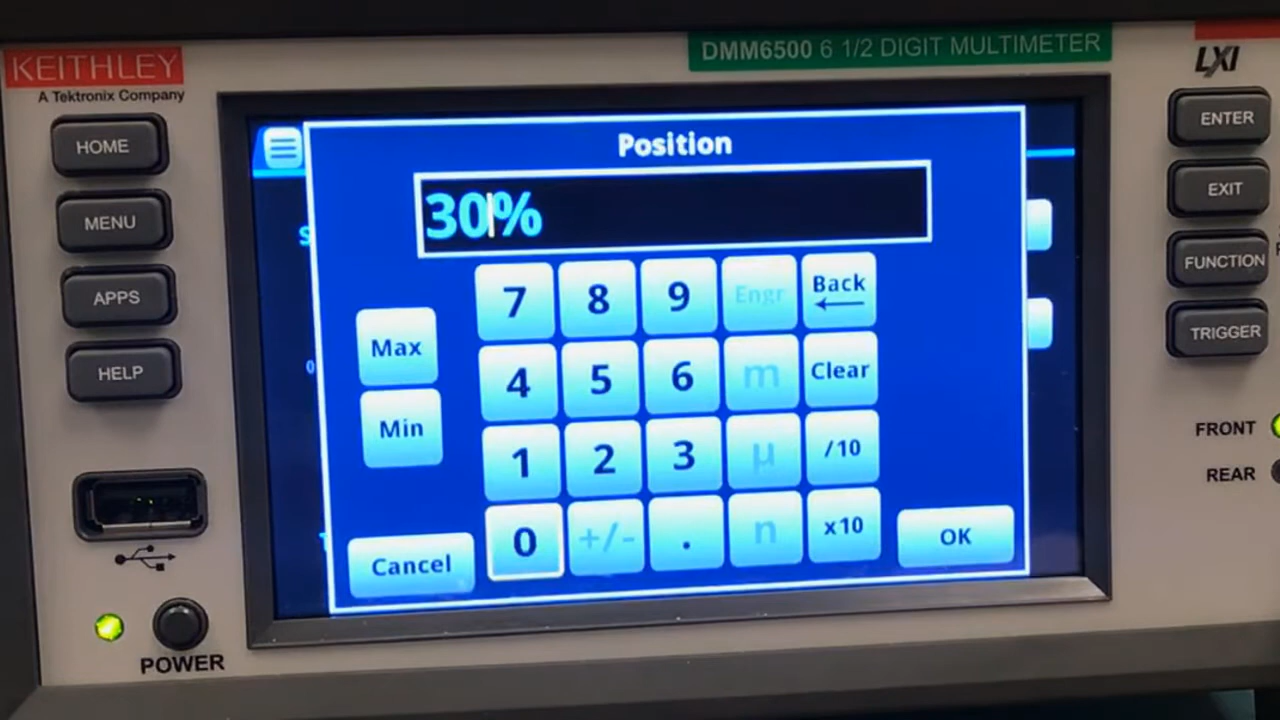 KEITHLEY
A Tektronix Company
DMM6500 6 1/2 DIGIT MULTIMETER
LXI
HOME
MENU
APPS
HELP
POWER
Position
30%
7 8 9 Engr Back
Max
4 5 6 m Clear
Min
1 2 3 µ /10
0 +/- . n x10
Cancel
OK
ENTER
EXIT
FUNCTION
TRIGGER
FRONT
REAR